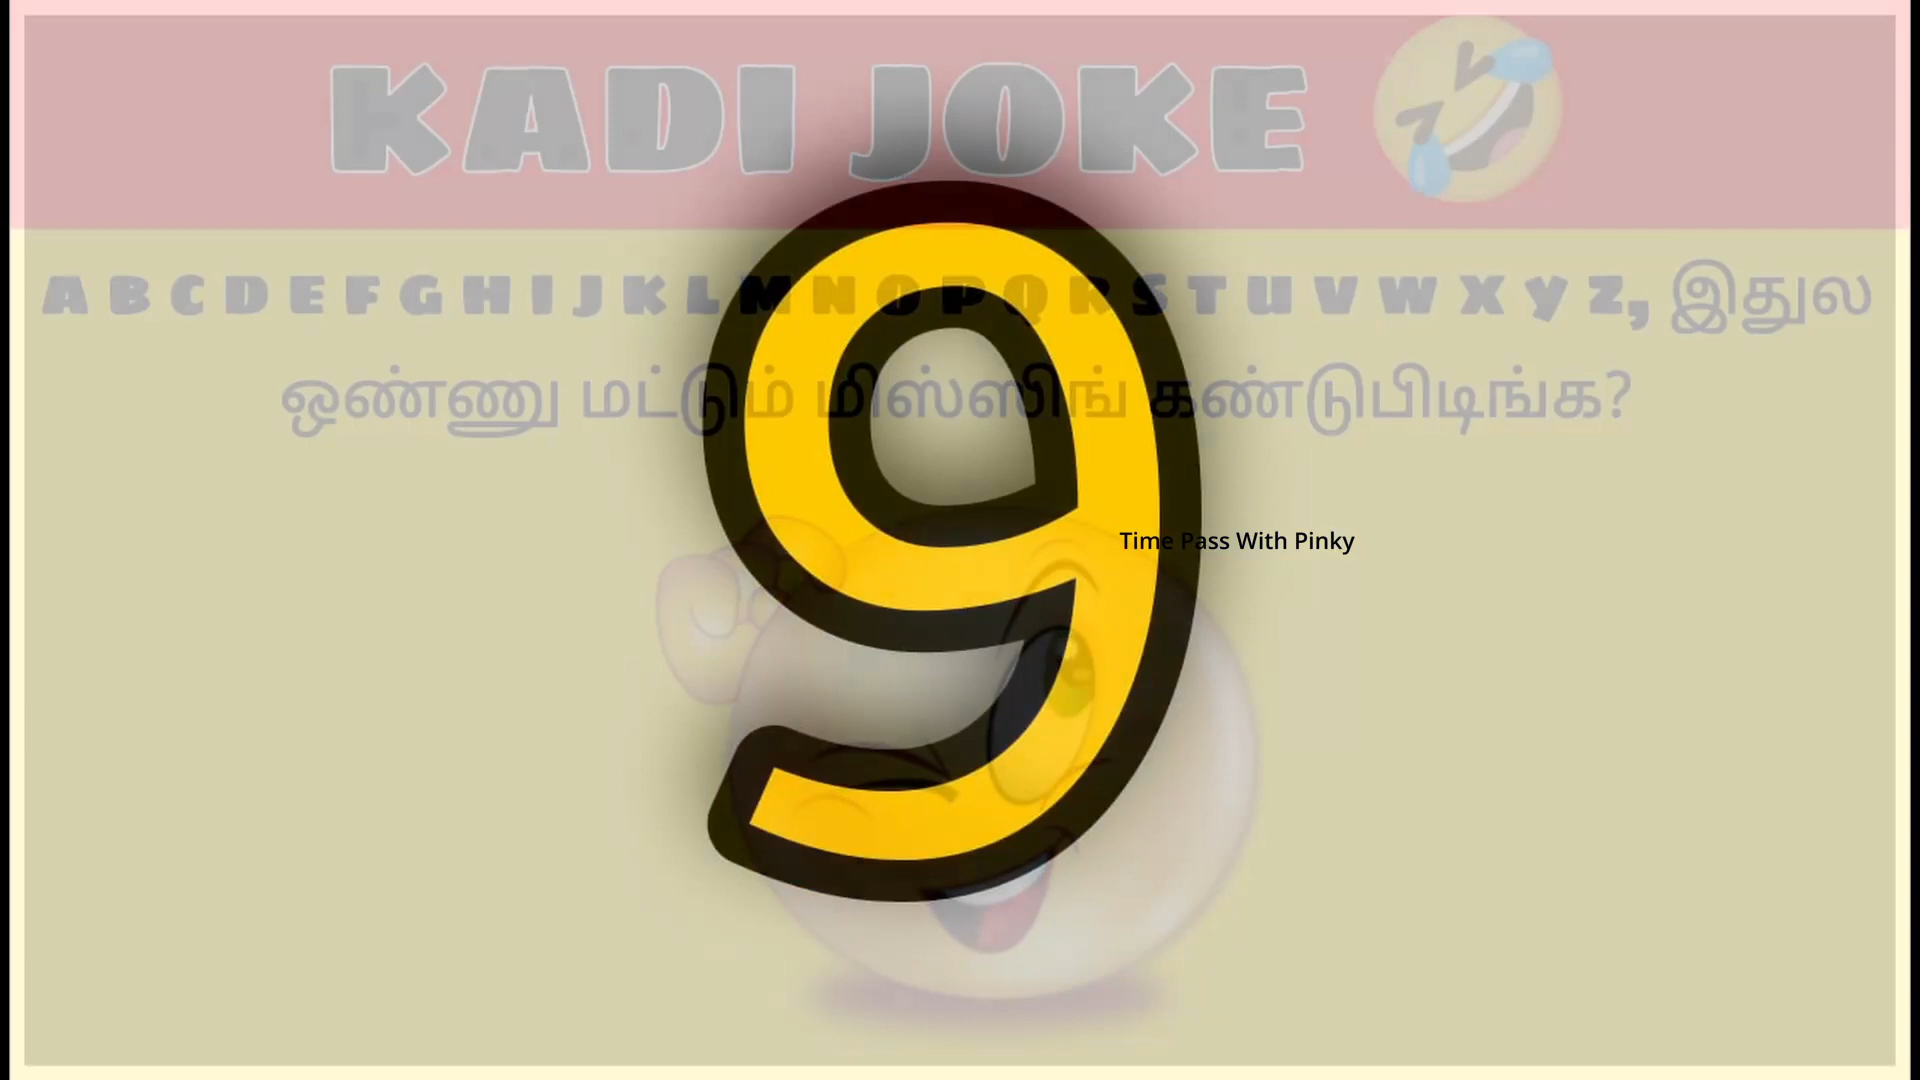 KADI JOKE
A B C D E F G H I J K L M N O P Q R S T U V W X y Z, இதுல
ஒண்ணு மட்டும் மிஸ்ஸிங் கண்டுபிடிங்க?
9
Time Pass With Pinky